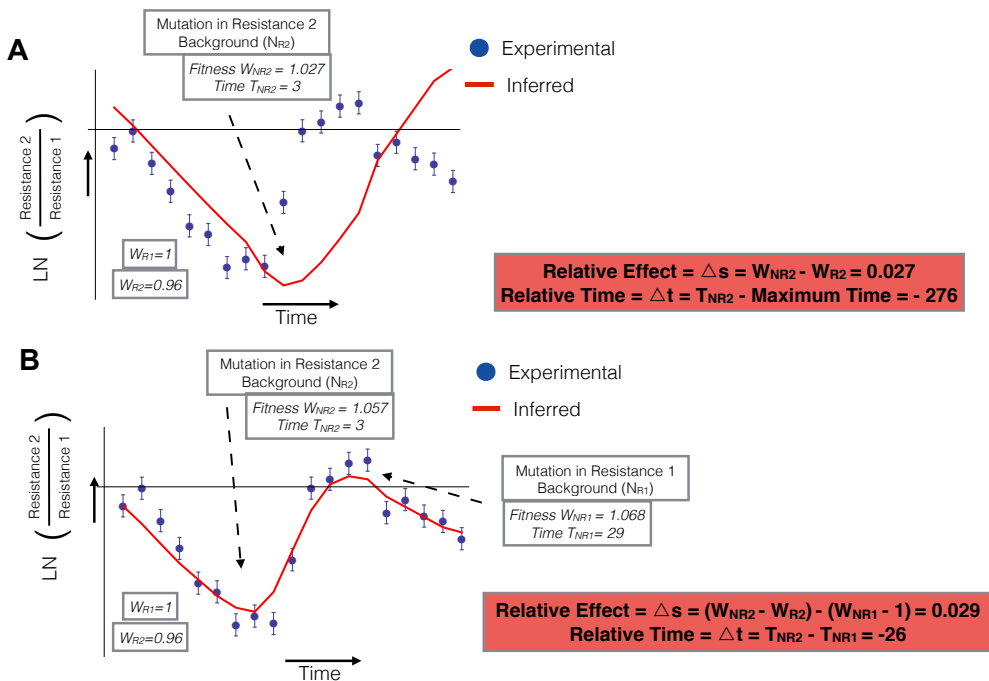 A
Mutation in Resistance 2
Background (NR2)
Fitness WNR2 = 1.027
Time TNR2 = 3
Experimental
Inferred
LN ( Resistance 2 / Resistance 1 )
WR1=1
WR2=0.96
Time
Relative Effect = △s = WNR2 - WR2 = 0.027
Relative Time = △t = TNR2 - Maximum Time = - 276
B
Mutation in Resistance 2
Background (NR2)
Fitness WNR2 = 1.057
Time TNR2 = 3
Experimental
Inferred
Mutation in Resistance 1
Background (NR1)
Fitness WNR1 = 1.068
Time TNR1= 29
LN ( Resistance 2 / Resistance 1 )
WR1=1
WR2=0.96
Time
Relative Effect = △s = (WNR2 - WR2) - (WNR1 - 1) = 0.029
Relative Time = △t = TNR2 - TNR1 = -26